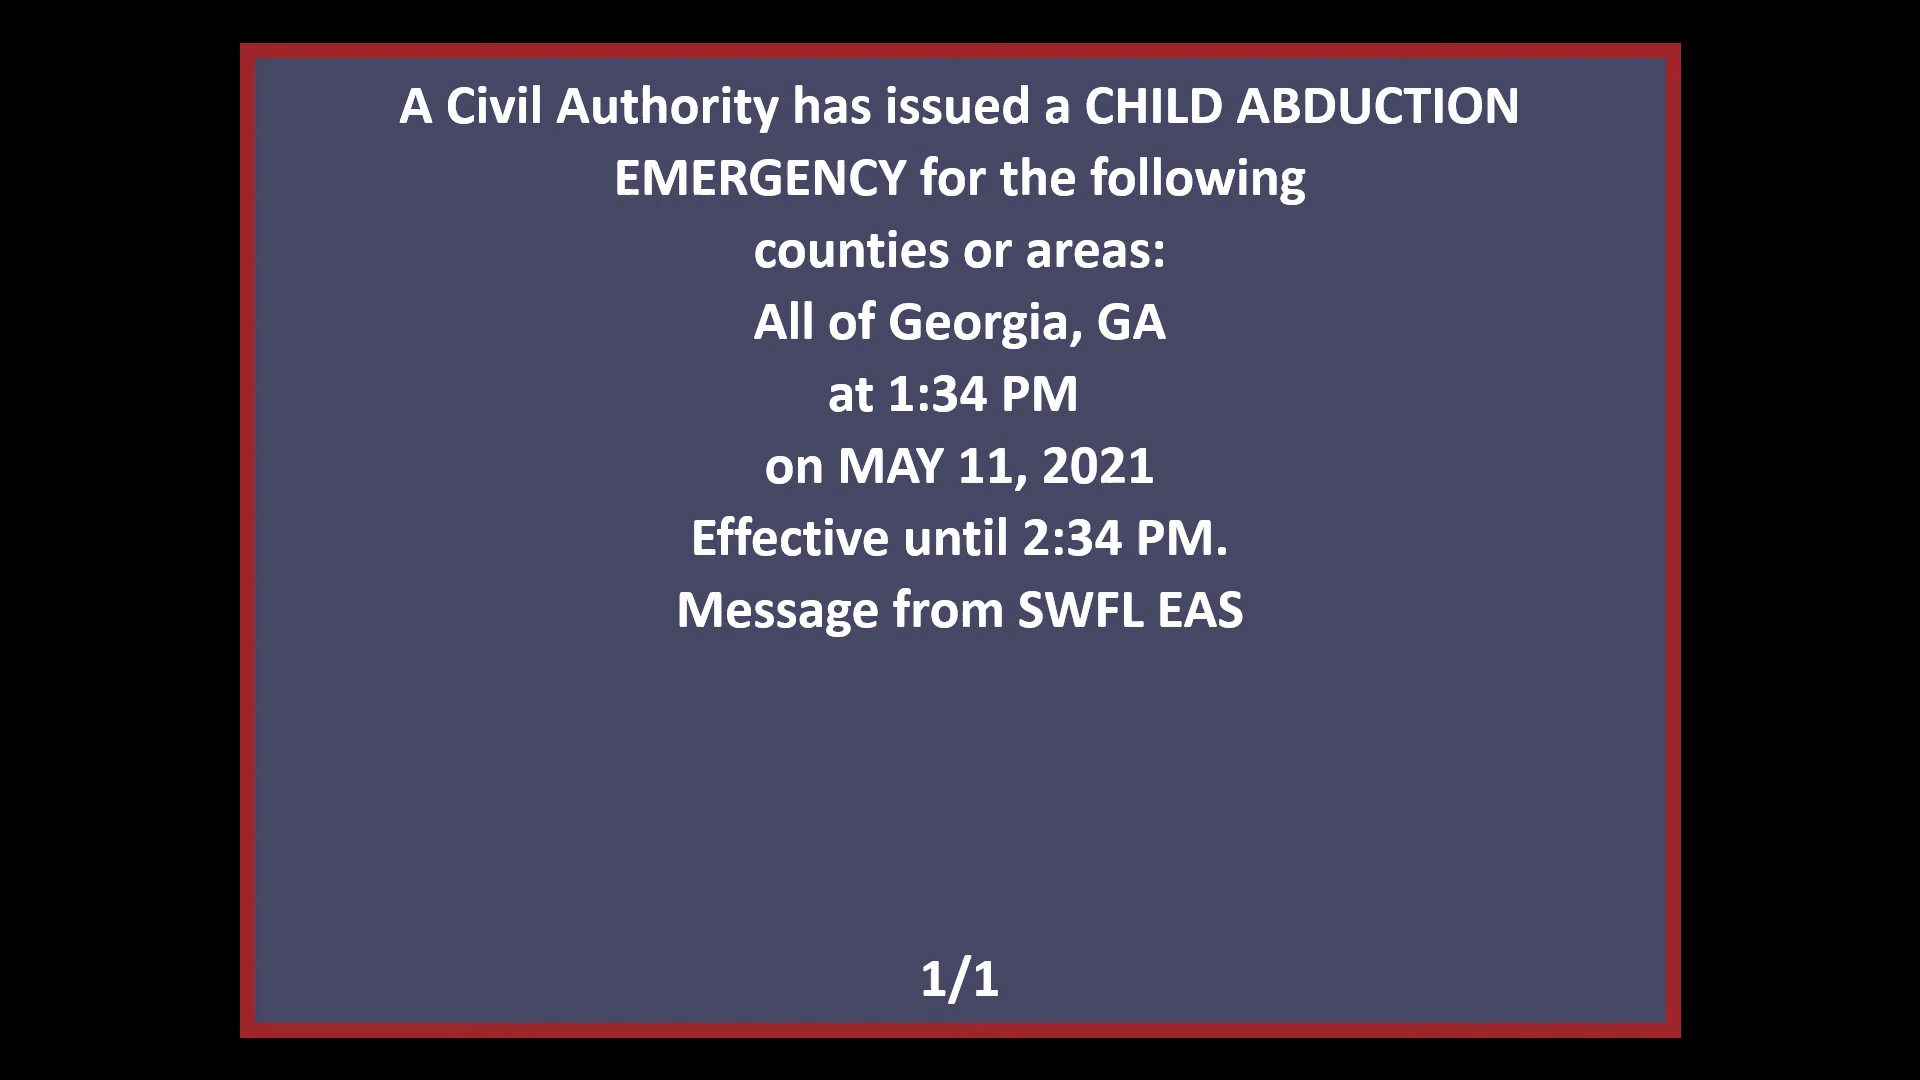 A Civil Authority has issued a CHILD ABDUCTION
EMERGENCY for the following
counties or areas:
All of Georgia, GA
at 1:34 PM
on MAY 11, 2021
Effective until 2:34 PM.
Message from SWFL EAS
1/1